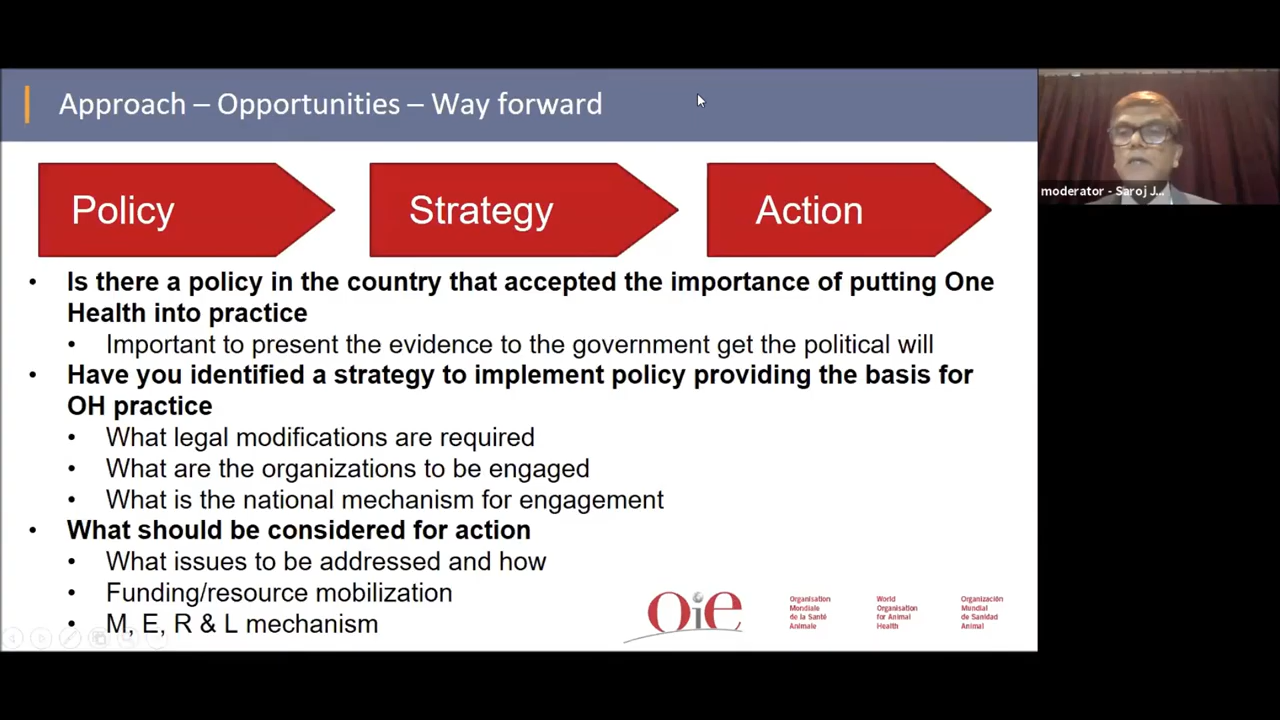 Approach – Opportunities – Way forward
Policy
Strategy
Action
• Is there a policy in the country that accepted the importance of putting One
Health into practice
• Important to present the evidence to the government get the political will
• Have you identified a strategy to implement policy providing the basis for
OH practice
• What legal modifications are required
• What are the organizations to be engaged
• What is the national mechanism for engagement
• What should be considered for action
• What issues to be addressed and how
• Funding/resource mobilization
• M, E, R & L mechanism
Oie
Organisation
Mondiale
de la Santé
Animale
World
Organisation
for Animal
Health
Organización
Mundial
de Sanidad
Animal
moderator - Saroj J...